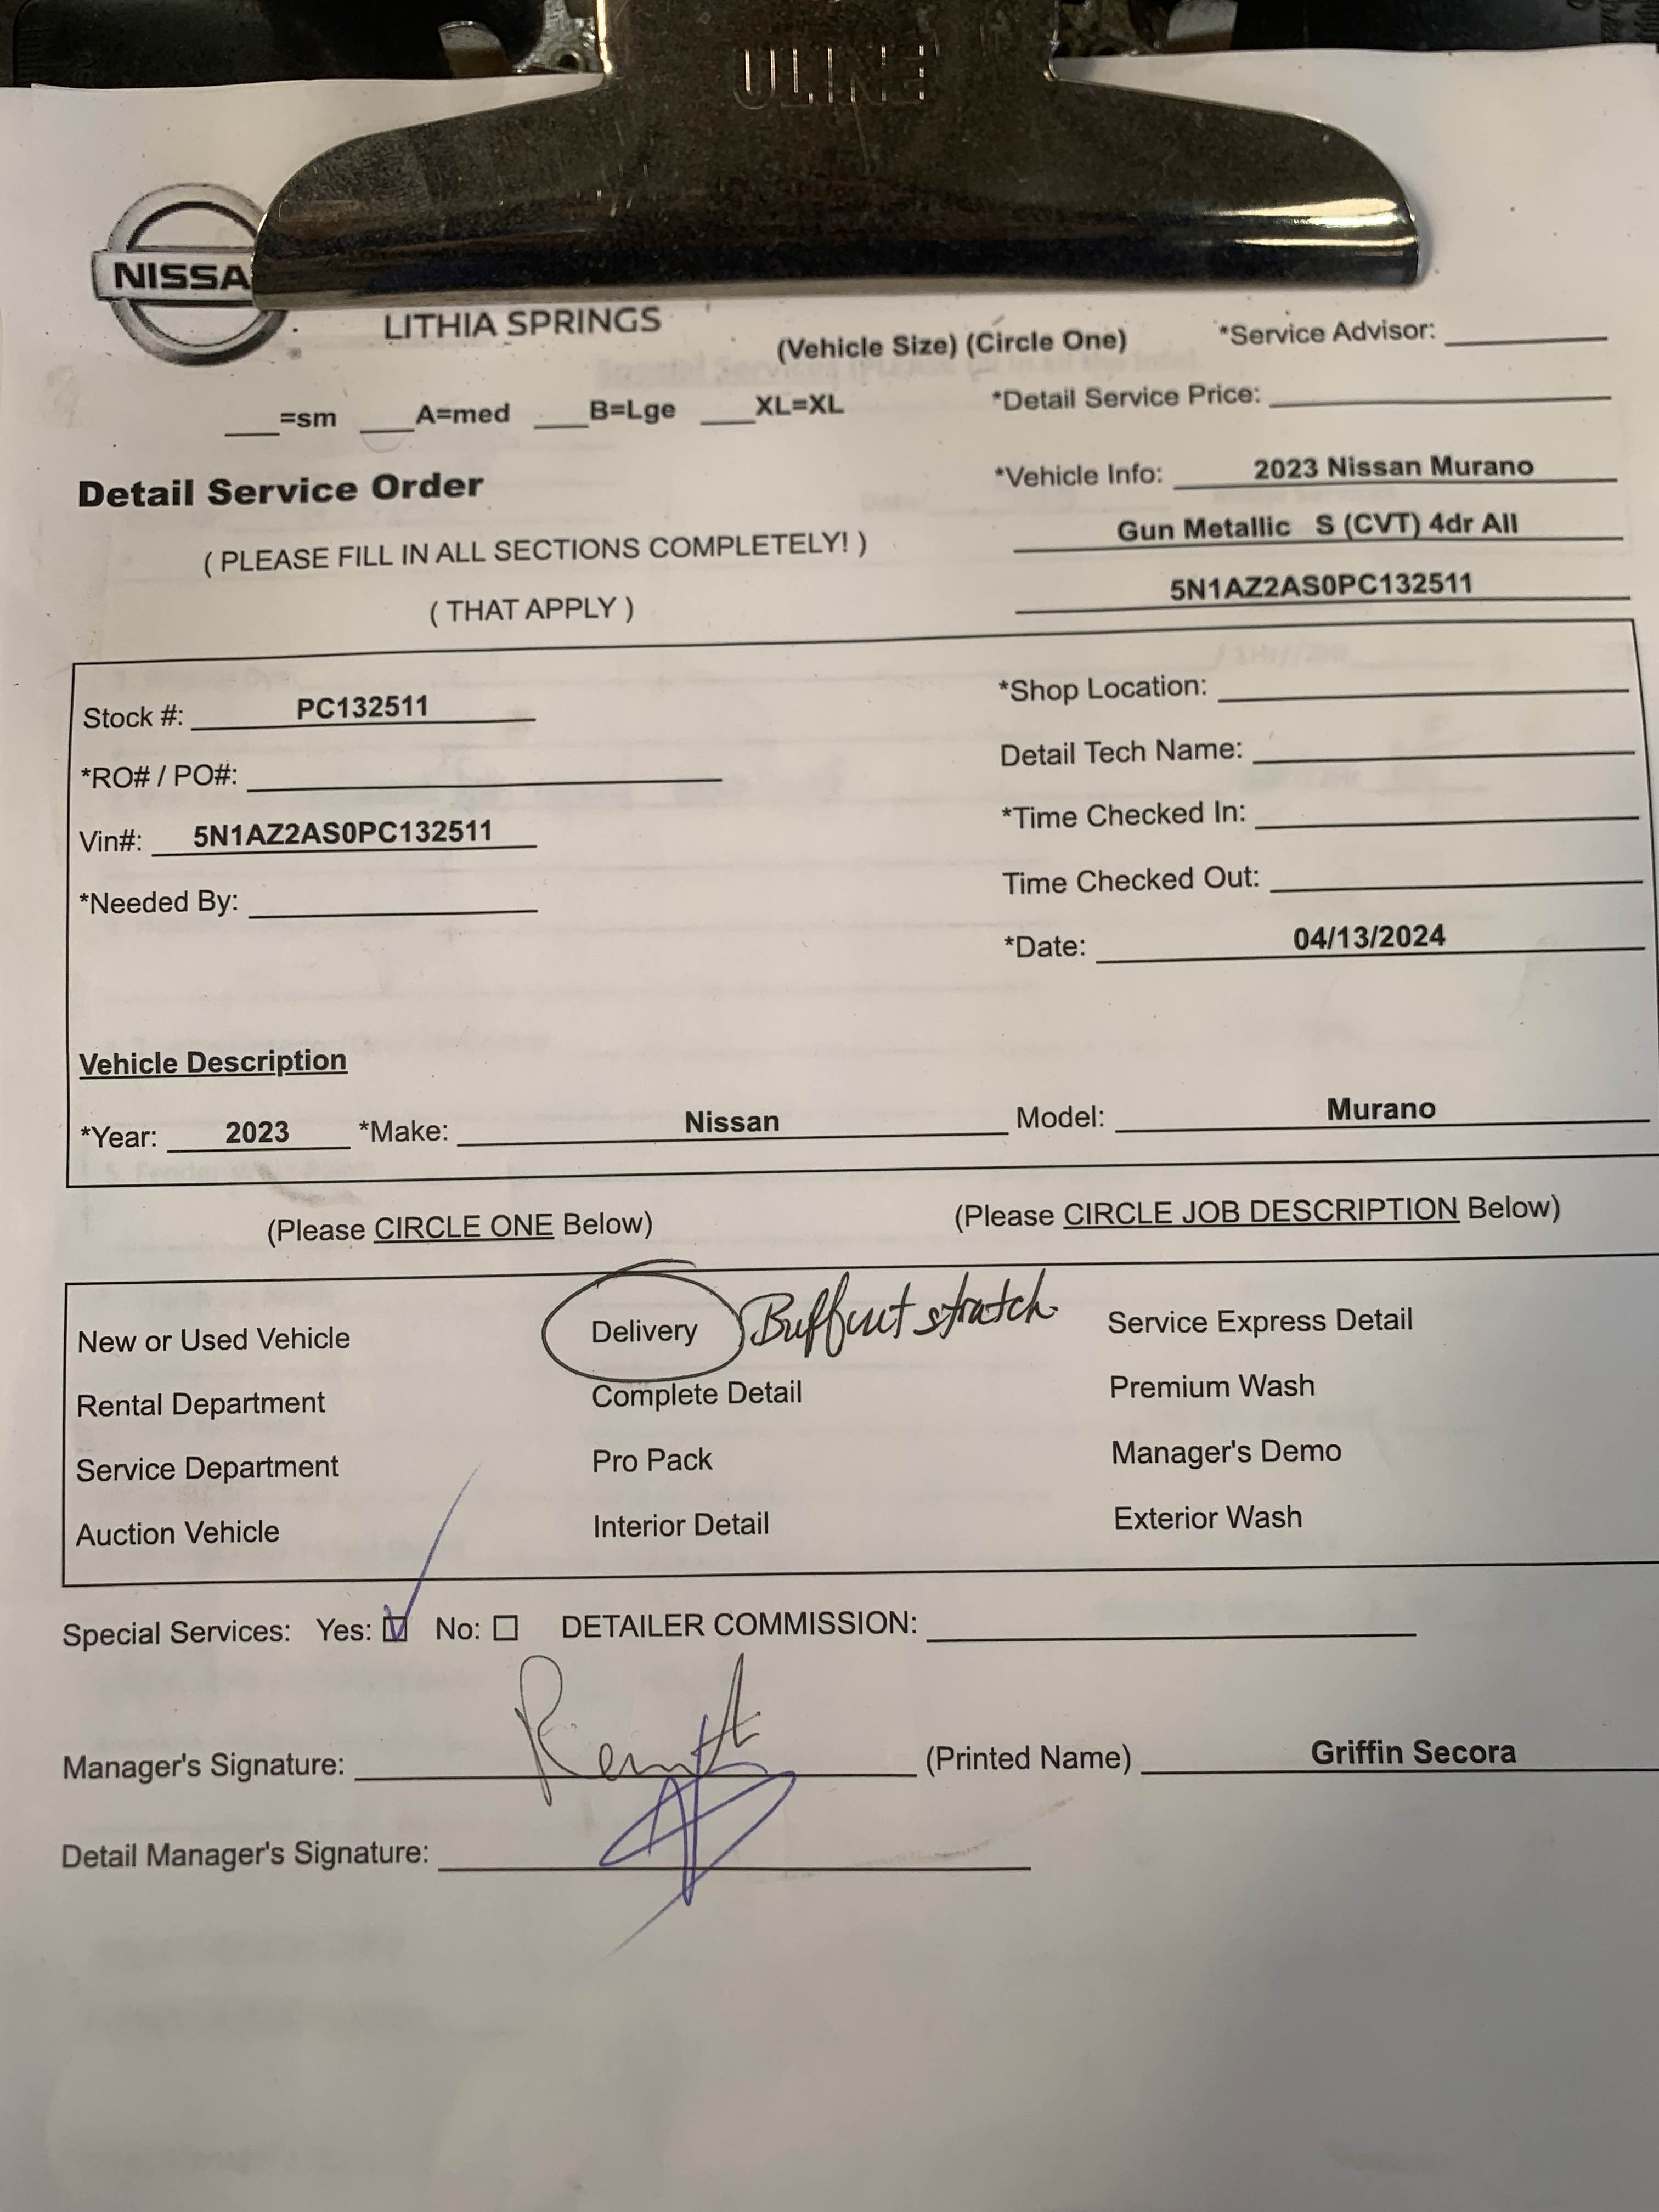 ULINE
NISSA
LITHIA SPRINGS
(Vehicle Size) (Circle One)
*Service Advisor:
=sm A=med B=Lge XL=XL
*Detail Service Price:
Detail Service Order
*Vehicle Info: 2023 Nissan Murano
( PLEASE FILL IN ALL SECTIONS COMPLETELY! )
Gun Metallic S (CVT) 4dr All
( THAT APPLY )
5N1AZ2AS0PC132511
Stock #: PC132511
*Shop Location:
*RO# / PO#:
Detail Tech Name:
Vin#: 5N1AZ2AS0PC132511
*Time Checked In:
*Needed By:
Time Checked Out:
*Date: 04/13/2024
Vehicle Description
*Year: 2023 *Make: Nissan Model: Murano
(Please CIRCLE ONE Below) (Please CIRCLE JOB DESCRIPTION Below)
New or Used Vehicle Delivery Buff out stratch Service Express Detail
Rental Department Complete Detail Premium Wash
Service Department Pro Pack Manager's Demo
Auction Vehicle Interior Detail Exterior Wash
Special Services: Yes: No: DETAILER COMMISSION:
Manager's Signature: (Printed Name) Griffin Secora
Detail Manager's Signature: